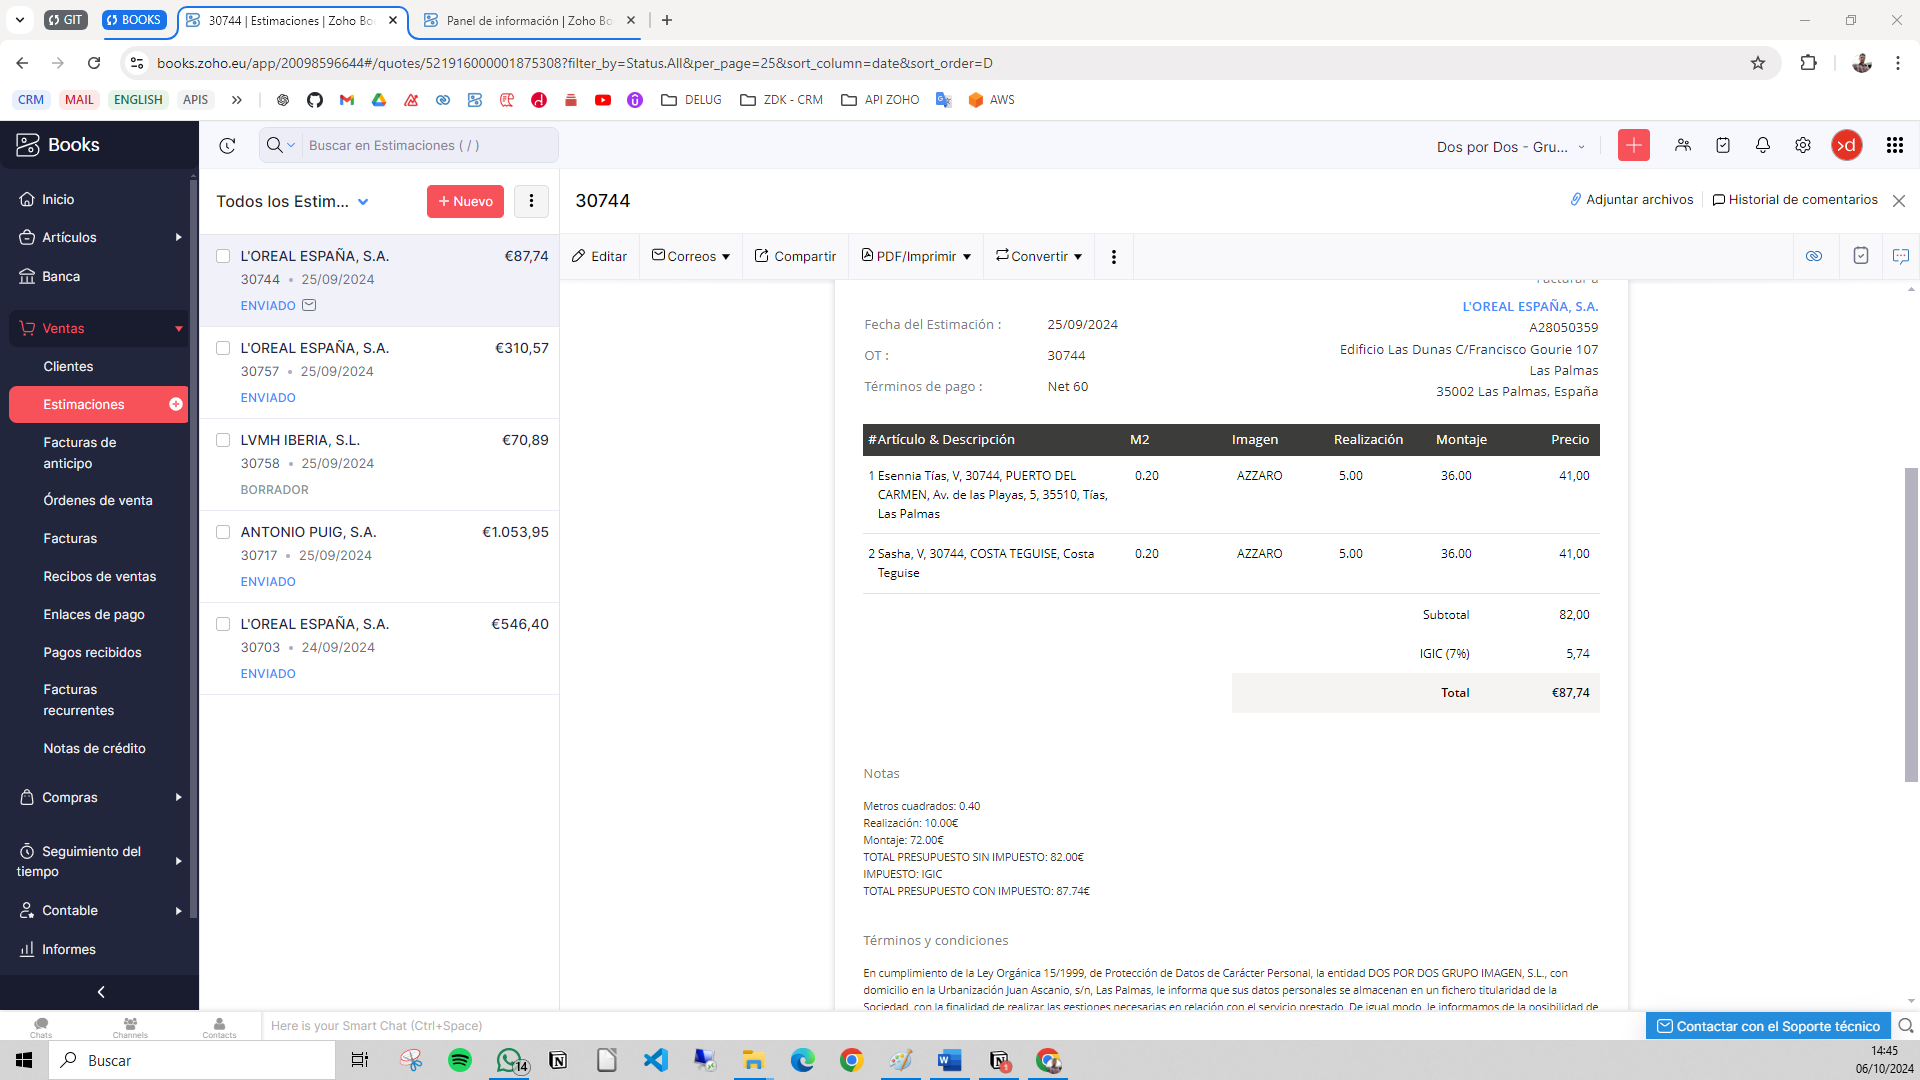 GIT
BOOKS
30744 | Estimaciones | Zoho Bo
Panel de información | Zoho Bo
books.zoho.eu/app/20098596644#/quotes/521916000001875308?filter_by=Status.All&per_page=25&sort_column=date&sort_order=D
CRM
MAIL
ENGLISH
APIS
DELUG
ZDK - CRM
API ZOHO
AWS
Books
Buscar en Estimaciones ( / )
Dos por Dos - Gru...
>d
Inicio
Artículos
Banca
Ventas
Clientes
Estimaciones
Facturas de
anticipo
Órdenes de venta
Facturas
Recibos de ventas
Enlaces de pago
Pagos recibidos
Facturas
recurrentes
Notas de crédito
Compras
Seguimiento del
tiempo
Contable
Informes
Todos los Estim...
+ Nuevo
L'OREAL ESPAÑA, S.A. €87,74
30744 • 25/09/2024
ENVIADO
L'OREAL ESPAÑA, S.A. €310,57
30757 • 25/09/2024
ENVIADO
LVMH IBERIA, S.L. €70,89
30758 • 25/09/2024
BORRADOR
ANTONIO PUIG, S.A. €1.053,95
30717 • 25/09/2024
ENVIADO
L'OREAL ESPAÑA, S.A. €546,40
30703 • 24/09/2024
ENVIADO
30744
Adjuntar archivos
Historial de comentarios
Editar
Correos
Compartir
PDF/Imprimir
Convertir
Facturar a
L'OREAL ESPAÑA, S.A.
A28050359
Edificio Las Dunas C/Francisco Gourie 107
Las Palmas
35002 Las Palmas, España
Fecha del Estimación : 25/09/2024
OT : 30744
Términos de pago : Net 60
# Artículo & Descripción M2 Imagen Realización Montaje Precio
1 Esennia Tías, V, 30744, PUERTO DEL 0.20 AZZARO 5.00 36.00 41,00
CARMEN, Av. de las Playas, 5, 35510, Tías,
Las Palmas
2 Sasha, V, 30744, COSTA TEGUISE, Costa 0.20 AZZARO 5.00 36.00 41,00
Teguise
Subtotal 82,00
IGIC (7%) 5,74
Total €87,74
Notas
Metros cuadrados: 0.40
Realización: 10.00€
Montaje: 72.00€
TOTAL PRESUPUESTO SIN IMPUESTO: 82.00€
IMPUESTO: IGIC
TOTAL PRESUPUESTO CON IMPUESTO: 87.74€
Términos y condiciones
En cumplimiento de la Ley Orgánica 15/1999, de Protección de Datos de Carácter Personal, la entidad DOS POR DOS GRUPO IMAGEN, S.L., con
domicilio en la Urbanización Juan Ascanio, s/n, Las Palmas, le informa que sus datos personales se almacenan en un fichero titularidad de la
Sociedad, con la finalidad de realizar las gestiones necesarias en relación con el servicio prestado. De igual modo, le informamos de la posibilidad de
Chats
Channels
Contacts
Here is your Smart Chat (Ctrl+Space)
Contactar con el Soporte técnico
Buscar
14
1
14:45
06/10/2024